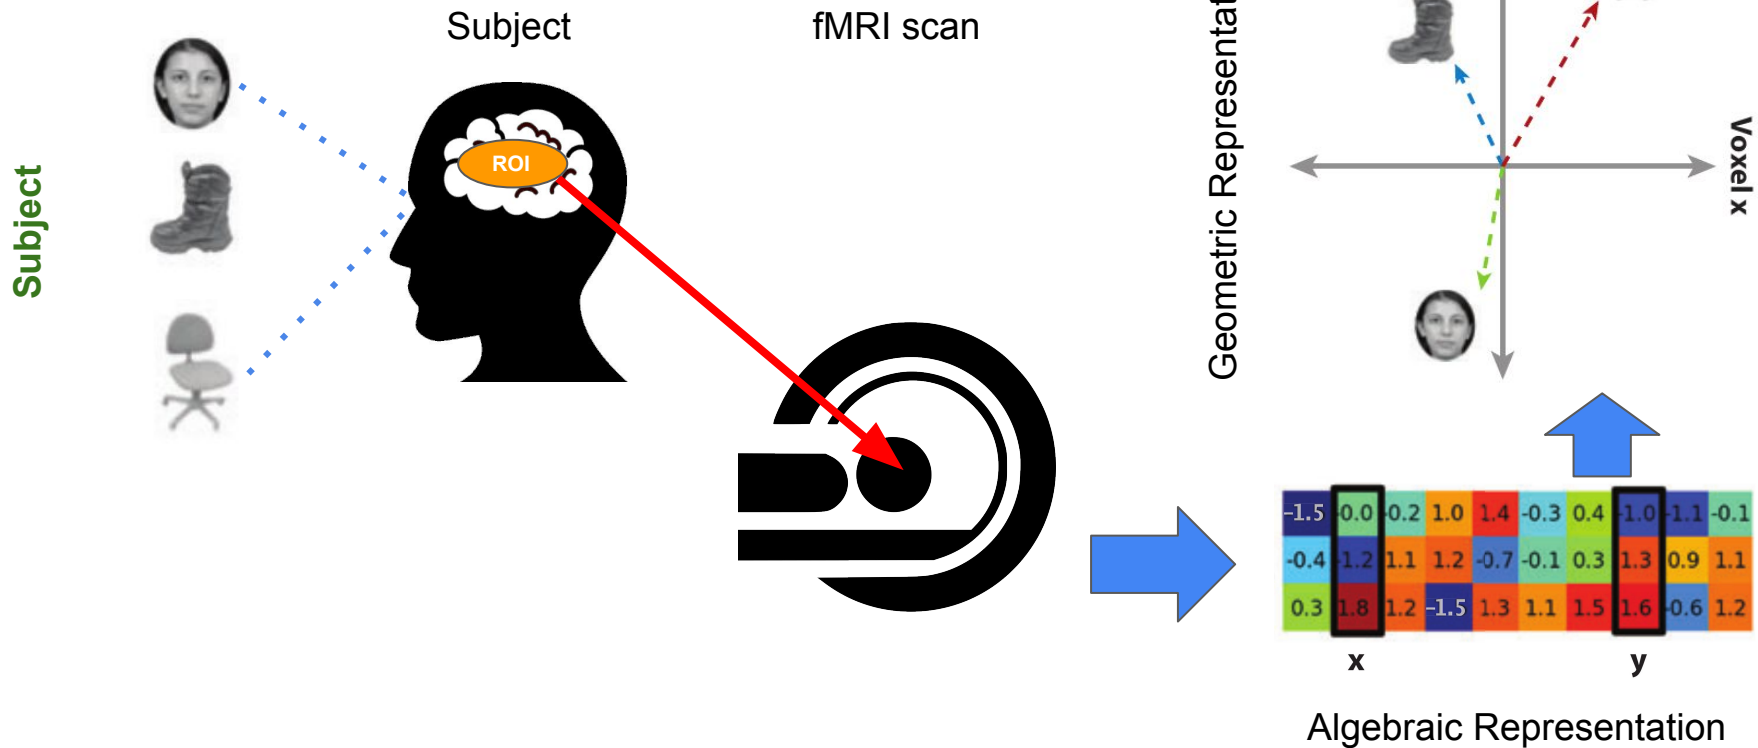 Subject
Subject
fMRI scan
ROI
Geometric Representat
Voxel x
-1.5 -0.0 -0.2 1.0 1.4 -0.3 0.4 -1.0 -1.1 -0.1
-0.4 -1.2 1.1 1.2 -0.7 -0.1 0.3 1.3 0.9 1.1
0.3 1.8 1.2 -1.5 1.3 1.1 1.5 1.6 -0.6 1.2
x y
Algebraic Representation